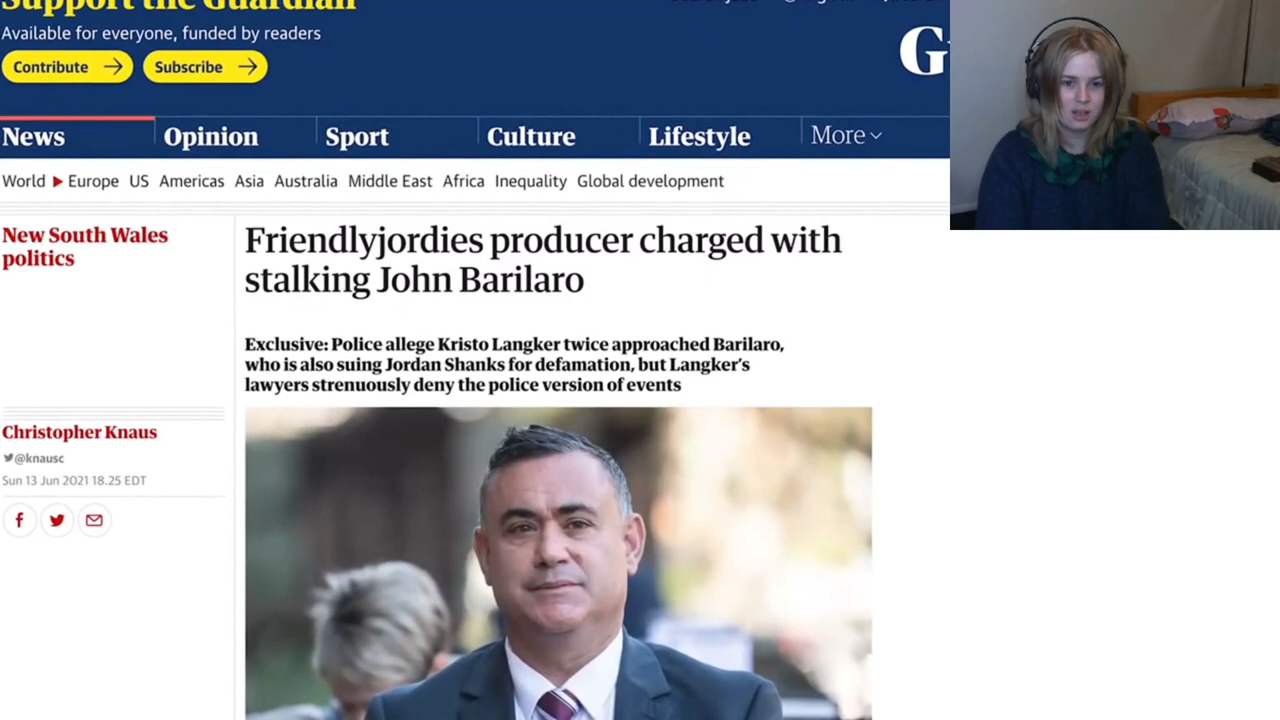 Support the Guardian
Available for everyone, funded by readers
Contribute
Subscribe
G
News
Opinion
Sport
Culture
Lifestyle
More
World
Europe
US
Americas
Asia
Australia
Middle East
Africa
Inequality
Global development
New South Wales
politics
Friendlyjordies producer charged with
stalking John Barilaro
Exclusive: Police allege Kristo Langker twice approached Barilaro,
who is also suing Jordan Shanks for defamation, but Langker's
lawyers strenuously deny the police version of events
Christopher Knaus
@knausc
Sun 13 Jun 2021 18.25 EDT